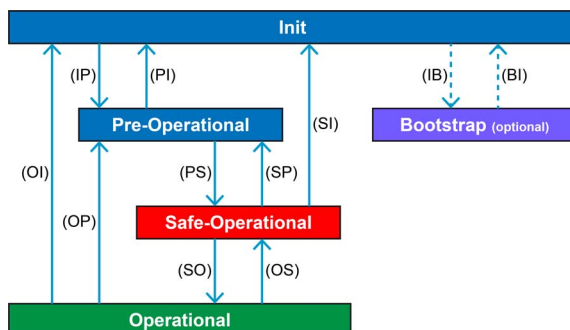 Init
(IP)
(PI)
(IB)
(BI)
Pre-Operational
Bootstrap (optional)
(SI)
(OI)
(PS)
(SP)
(OP)
Safe-Operational
(SO)
(OS)
Operational